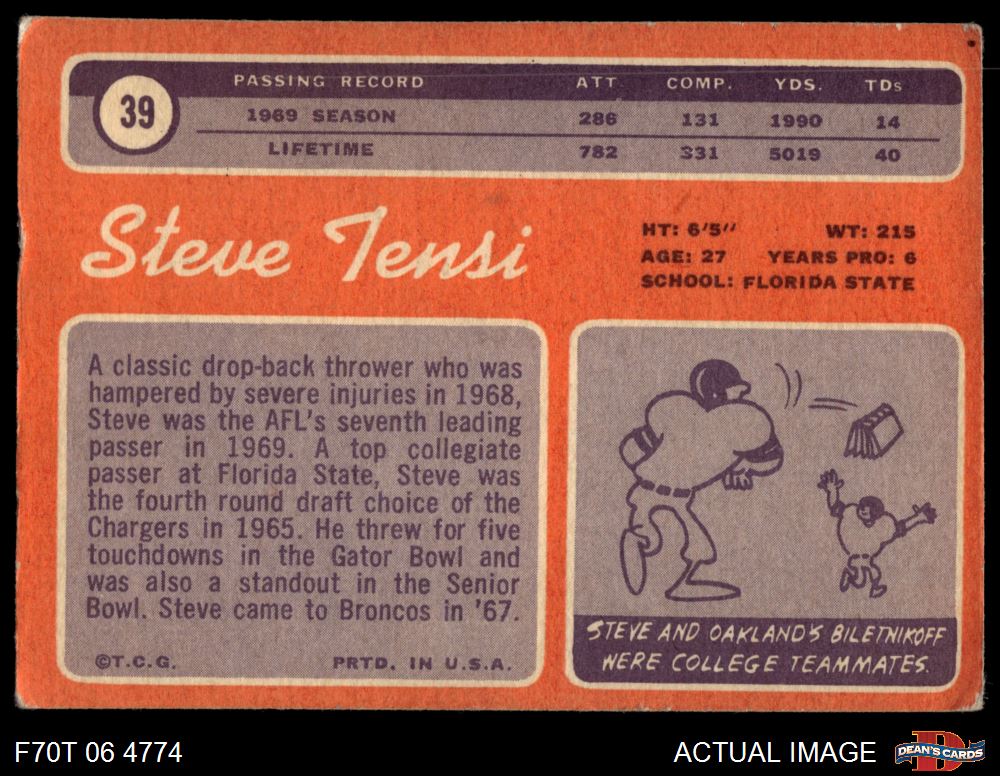 39
PASSING RECORD ATT. COMP. YDS. TDs
1969 SEASON 286 131 1990 14
LIFETIME 782 331 5019 40
Steve Tensi
HT: 6'5" WT: 215
AGE: 27 YEARS PRO: 6
SCHOOL: FLORIDA STATE
A classic drop-back thrower who was
hampered by severe injuries in 1968,
Steve was the AFL's seventh leading
passer in 1969. A top collegiate
passer at Florida State, Steve was
the fourth round draft choice of the
Chargers in 1965. He threw for five
touchdowns in the Gator Bowl and
was also a standout in the Senior
Bowl. Steve came to Broncos in '67.
©T.C.G. PRTD. IN U.S.A.
STEVE AND OAKLAND'S BILETNIKOFF
WERE COLLEGE TEAMMATES.
F70T 06 4774
ACTUAL IMAGE
DEAN'S CARDS